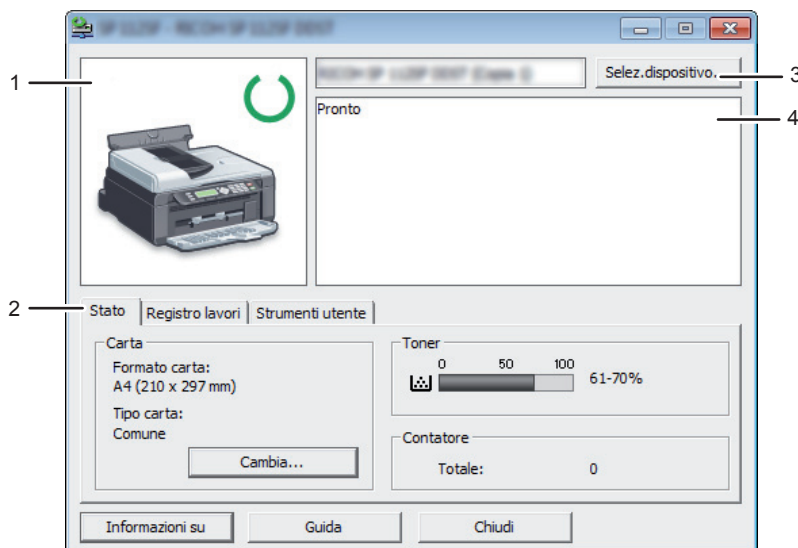 1
Selez.dispositivo.
3
Pronto
4
2
Stato
Registro lavori
Strumenti utente
Carta
Formato carta:
A4 (210 x 297 mm)
Tipo carta:
Comune
Cambia...
Toner
0 50 100
61-70%
Contatore
Totale: 0
Informazioni su
Guida
Chiudi